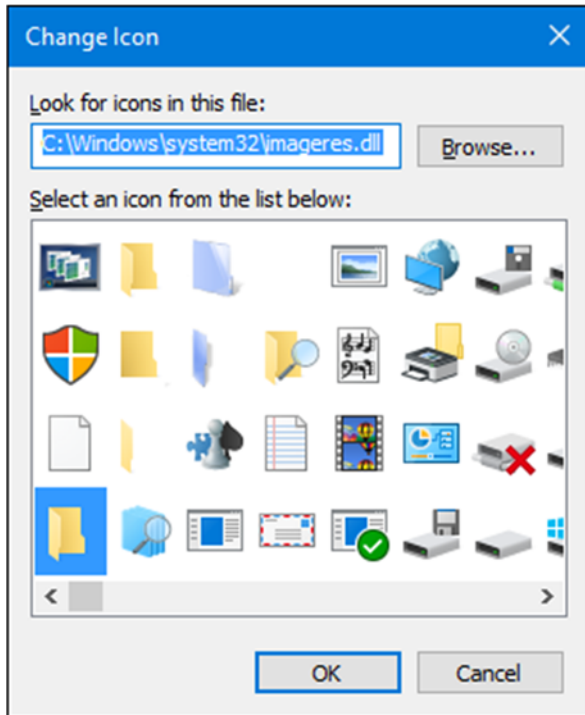 Change Icon
Look for icons in this file:
C:\Windows\system32\imageres.dll
Browse...
Select an icon from the list below:
OK
Cancel